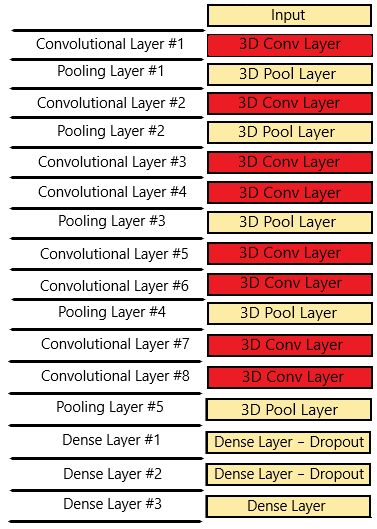 Input
Convolutional Layer #1 3D Conv Layer
Pooling Layer #1 3D Pool Layer
Convolutional Layer #2 3D Conv Layer
Pooling Layer #2 3D Pool Layer
Convolutional Layer #3 3D Conv Layer
Convolutional Layer #4 3D Conv Layer
Pooling Layer #3 3D Pool Layer
Convolutional Layer #5 3D Conv Layer
Convolutional Layer #6 3D Conv Layer
Pooling Layer #4 3D Pool Layer
Convolutional Layer #7 3D Conv Layer
Convolutional Layer #8 3D Conv Layer
Pooling Layer #5 3D Pool Layer
Dense Layer #1 Dense Layer – Dropout
Dense Layer #2 Dense Layer – Dropout
Dense Layer #3 Dense Layer